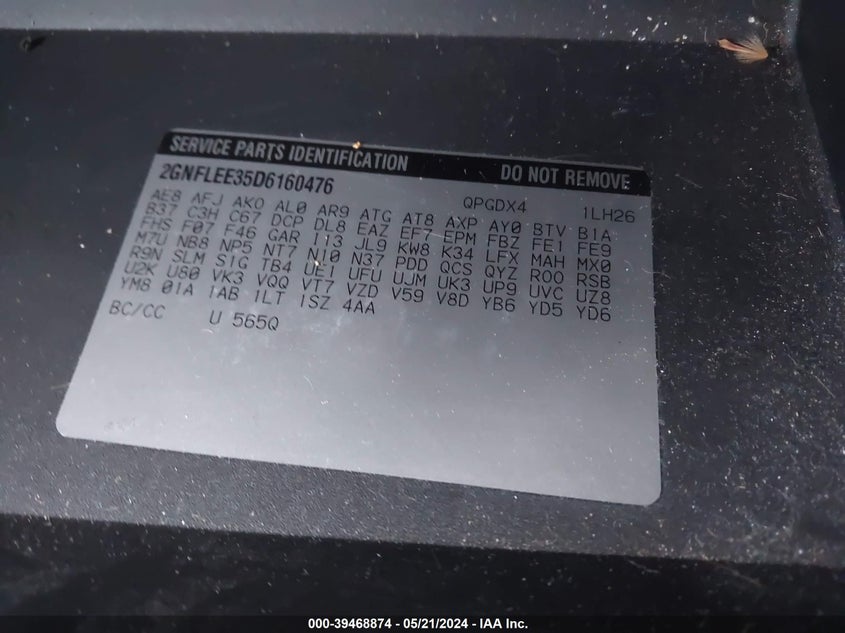 SERVICE PARTS IDENTIFICATION DO NOT REMOVE
2GNFLEE35D6160476 QPGDX4 1LH26
AE8 AFJ AKO AL0 AR9 ATG AT8 AXP AY0 BTV B1A
B37 C3H C67 DCP DL8 EAZ EF7 EPM FBZ FE1 FE9
FHS F07 F46 GAR I13 JL9 KW8 K34 LFX MAH MX0
M7U NB8 NP5 NT7 N10 N37 PDD QCS QYZ ROO RSB
R9N SLM S1G TB4 UE1 UFU UJM UK3 UP9 UVC UZ8
U2K U80 VK3 VQQ VT7 VZD V59 V8D YB6 YD5 YD6
YM8 01A 1AB 1LT 1SZ 4AA
BC/CC U 565Q
000-39468874 / 05/21/2024 - IAA Inc.